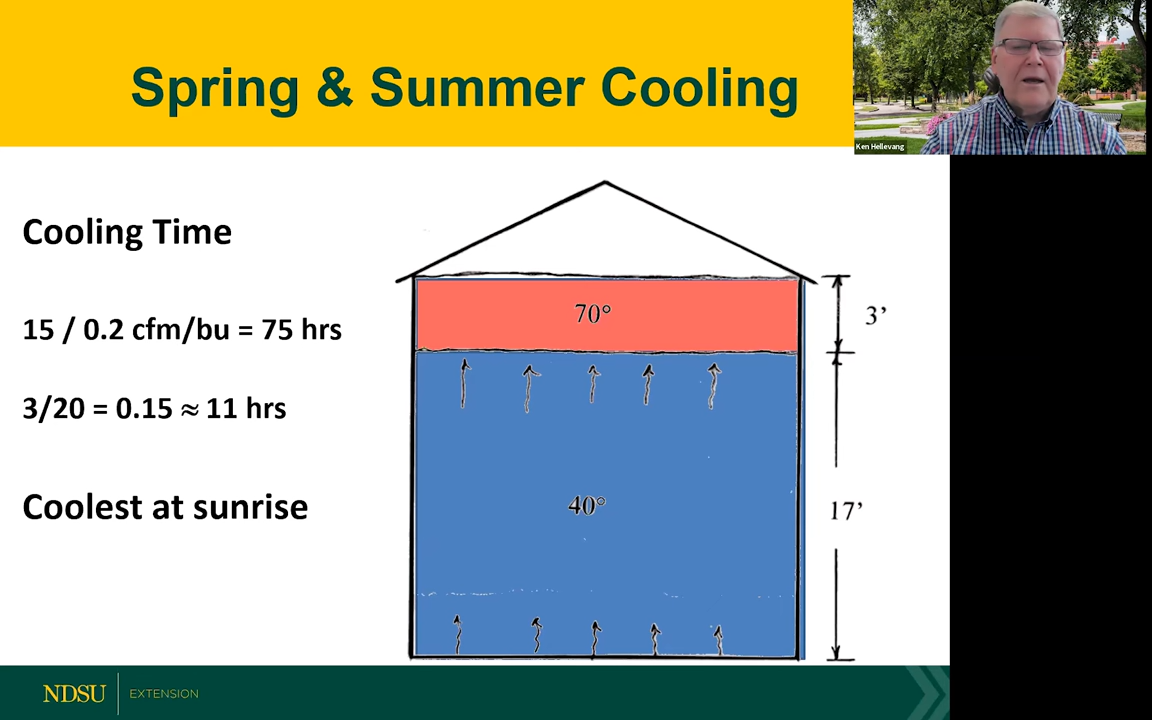 Spring & Summer Cooling
Ken Hellevang
Cooling Time
15 / 0.2 cfm/bu = 75 hrs
3/20 = 0.15 ≈ 11 hrs
Coolest at sunrise
70°
3’
40°
17’
NDSU
EXTENSION